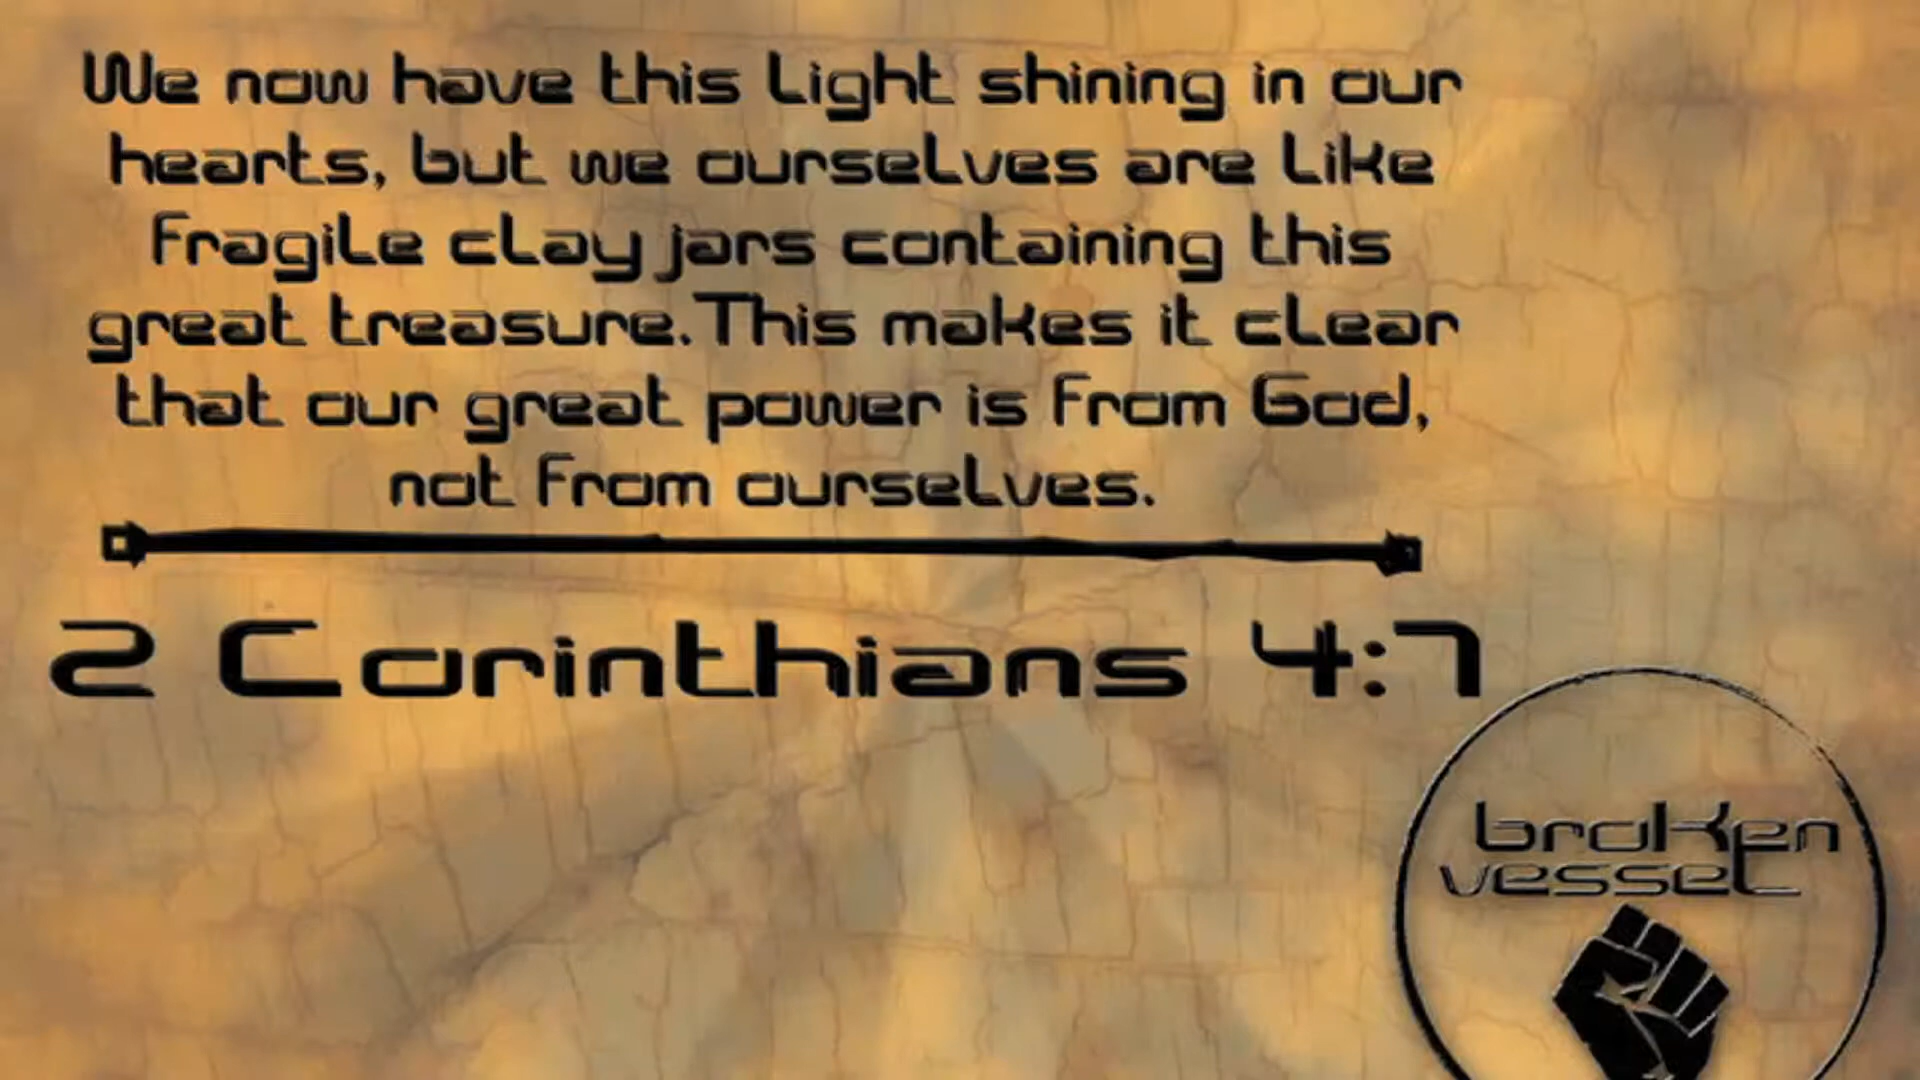 We now have this light shining in our
hearts, but we ourselves are like
fragile clay jars containing this
great treasure.This makes it clear
that our great power is from God,
not from ourselves.
2 Corinthians 4:7
broken
vessel